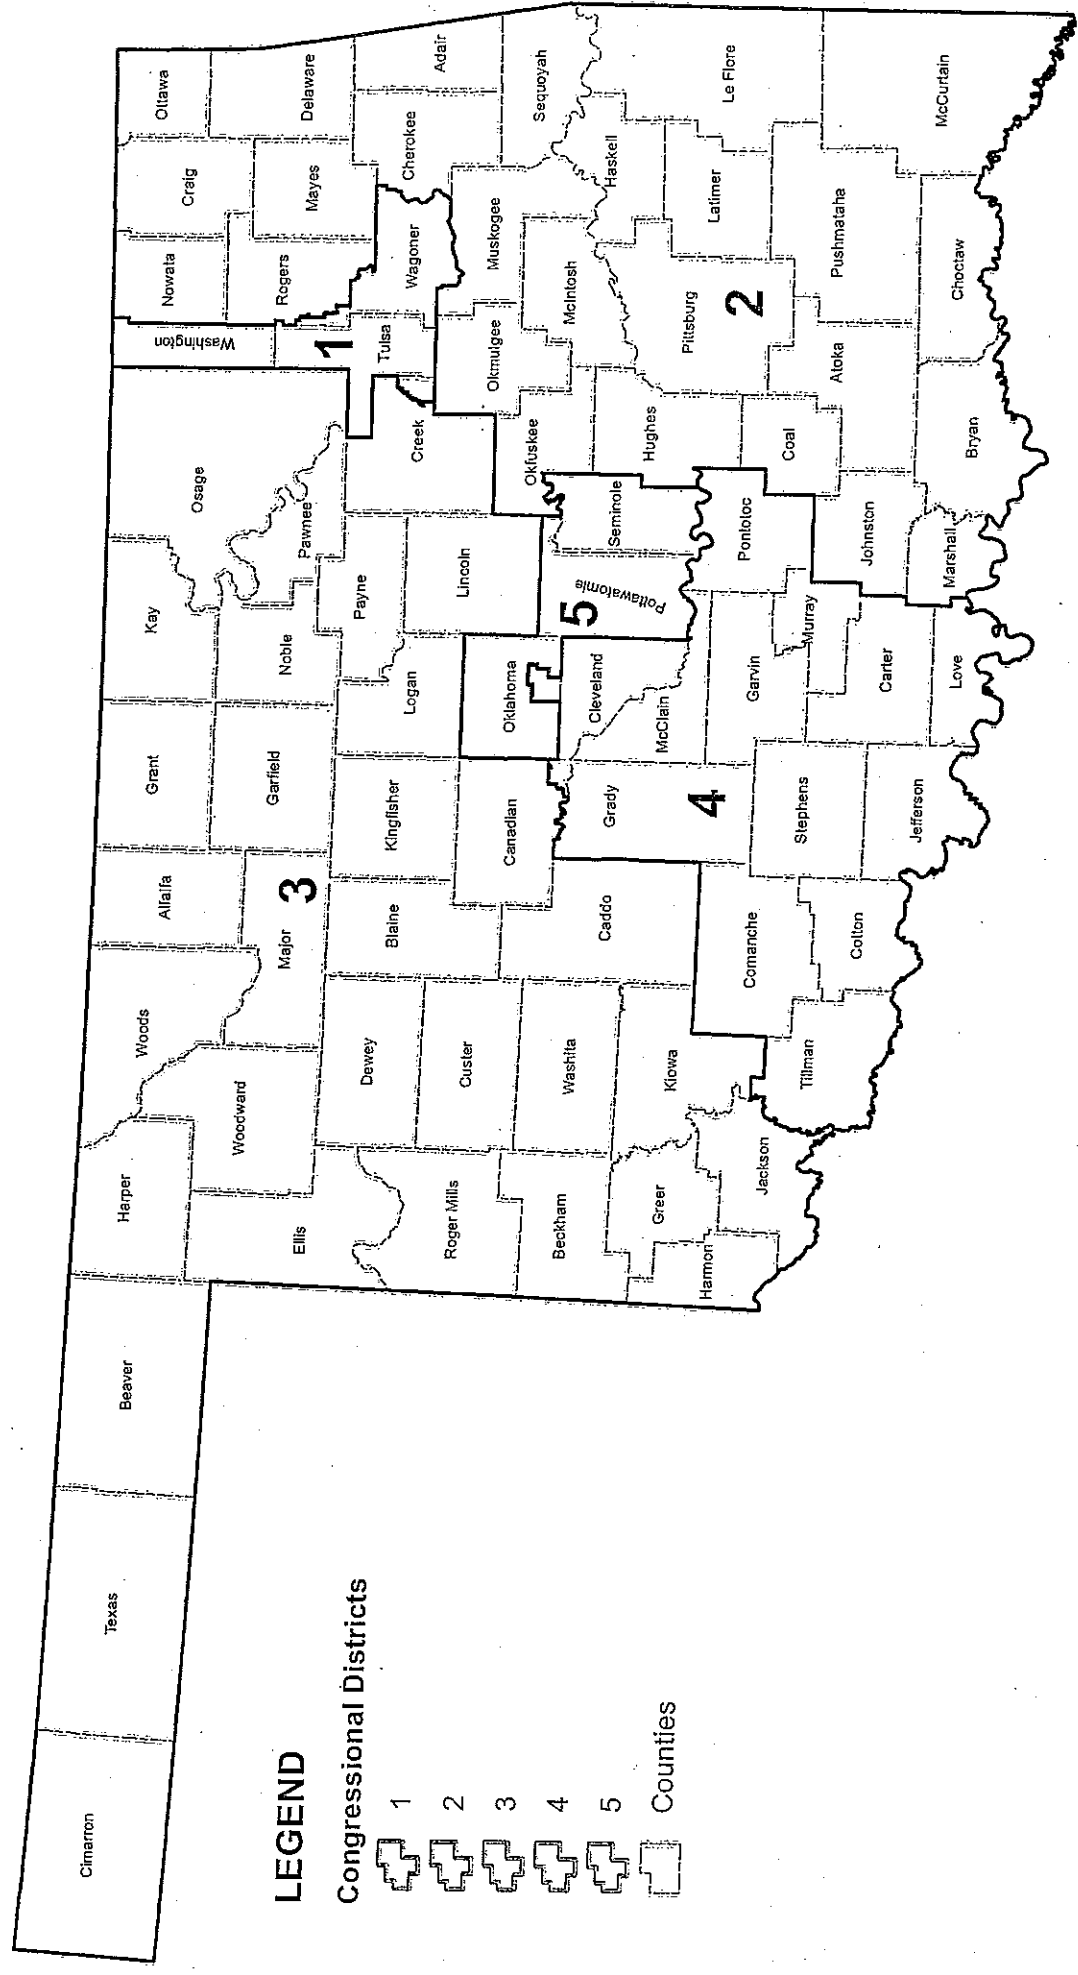 Cimarron
Texas
Beaver
Harper
Woods
Alfalfa
Grant
Kay
Osage
Washington
Nowata
Craig
Ottawa
Ellis
Woodward
Major
Garfield
Noble
Pawnee
Rogers
Mayes
Delaware
3
1
Roger Mills
Dewey
Blaine
Kingfisher
Logan
Payne
Creek
Tulsa
Wagoner
Cherokee
Adair
Custer
Canadian
Oklahoma
Lincoln
Okmulgee
Muskogee
Sequoyah
Beckham
Washita
Caddo
Grady
Cleveland
McClain
5
Pottawatomie
Seminole
Okfuskee
Hughes
McIntosh
Haskell
Greer
Kiowa
4
Garvin
Pontotoc
Pittsburg
2
Latimer
Le Flore
Harmon
Jackson
Tillman
Comanche
Stephens
Murray
Coal
Atoka
Pushmataha
McCurtain
Cotton
Jefferson
Carter
Love
Johnston
Marshall
Bryan
Choctaw
LEGEND
Congressional Districts
1
2
3
4
5
Counties